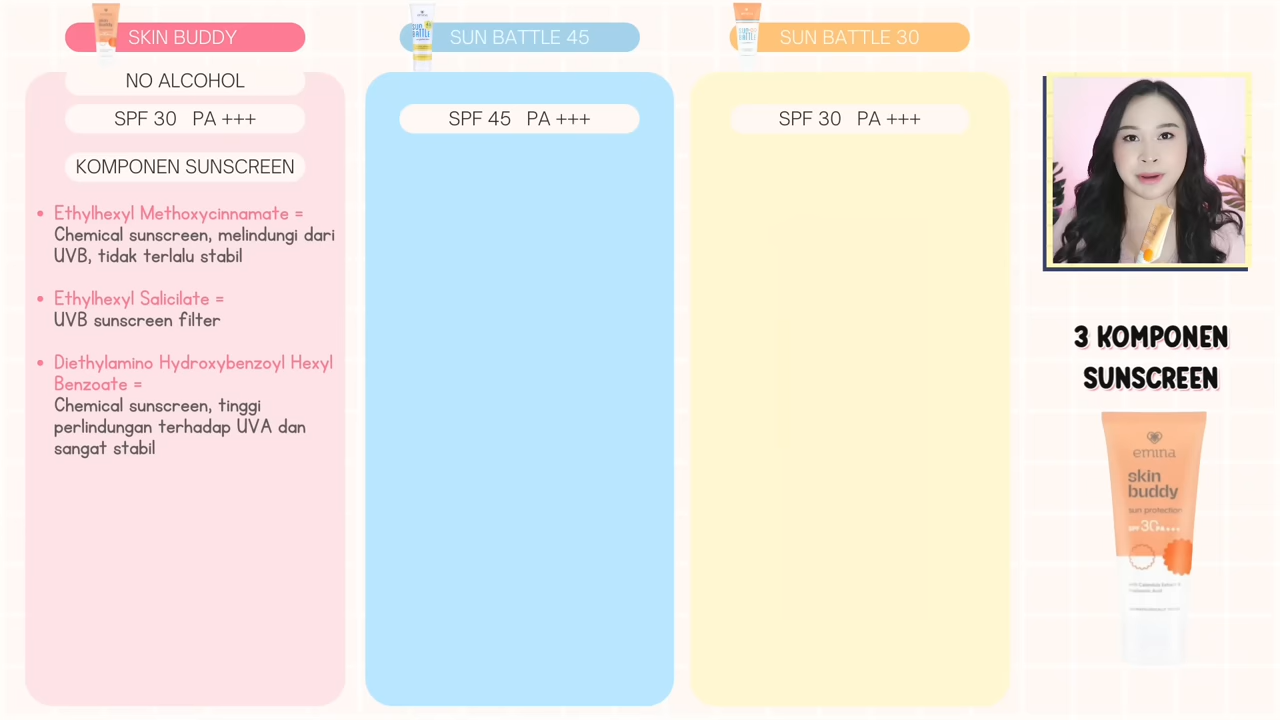 SKIN BUDDY
NO ALCOHOL
SPF 30 PA +++
KOMPONEN SUNSCREEN
• Ethylhexyl Methoxycinnamate =
Chemical sunscreen, melindungi dari
UVB, tidak terlalu stabil
• Ethylhexyl Salicilate =
UVB sunscreen filter
• Diethylamino Hydroxybenzoyl Hexyl
Benzoate =
Chemical sunscreen, tinggi
perlindungan terhadap UVA dan
sangat stabil
SUN BATTLE 45
SPF 45 PA +++
SUN BATTLE 30
SPF 30 PA +++
3 KOMPONEN
SUNSCREEN
emina
skin
buddy
sun protection
SPF 30 PA+++